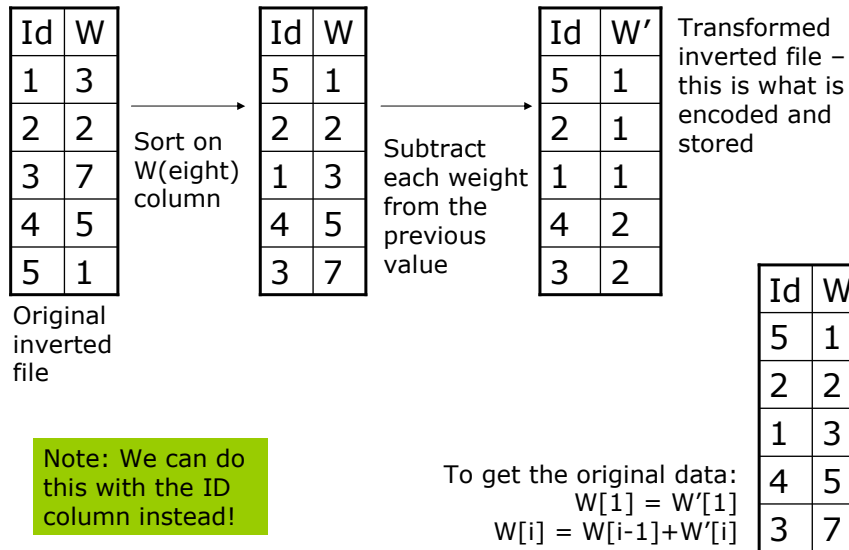 Id W
1 3
2 2
3 7
4 5
5 1
Original
inverted
file
Sort on
W(eight)
column
Id W
5 1
2 2
1 3
4 5
3 7
Subtract
each weight
from the
previous
value
Id W′
5 1
2 1
1 1
4 2
3 2
Transformed
inverted file –
this is what is
encoded and
stored
Note: We can do
this with the ID
column instead!
To get the original data:
W[1] = W′[1]
W[i] = W[i-1]+W′[i]
Id W
5 1
2 2
1 3
4 5
3 7